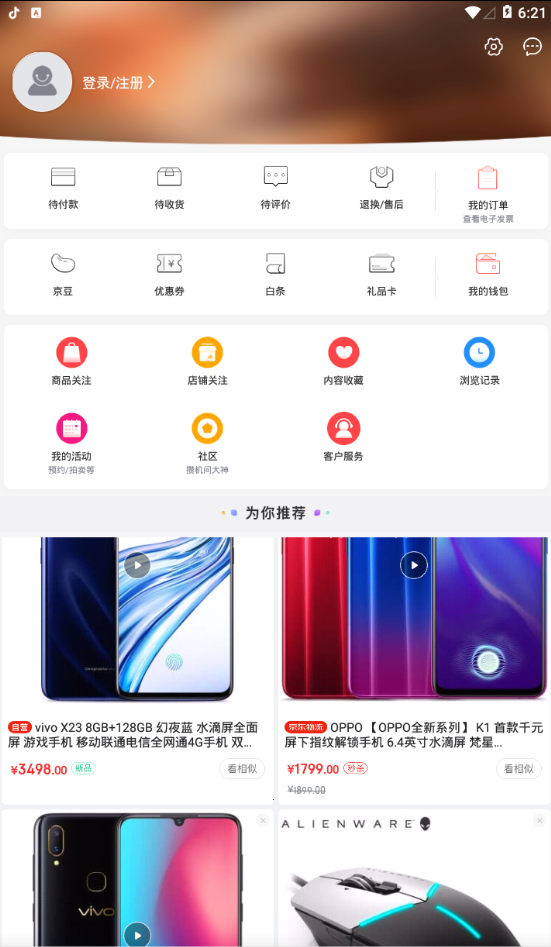 6:21
登录/注册
待付款
待收货
待评价
退换/售后
我的订单
查看电子发票
京豆
优惠券
白条
礼品卡
我的钱包
商品关注
店铺关注
内容收藏
浏览记录
我的活动
预约/拍卖等
社区
攒机问大神
客户服务
为你推荐
自营 vivo X23 8GB+128GB 幻夜蓝 水滴屏全面
屏 游戏手机 移动联通电信全网通4G手机 双...
¥3498.00 新品
看相似
京东物流 OPPO 【OPPO全新系列】 K1 首款千元
屏下指纹解锁手机 6.4英寸水滴屏 梵星...
¥1799.00 秒杀
看相似
¥1899.00
vivo
ALIENWARE